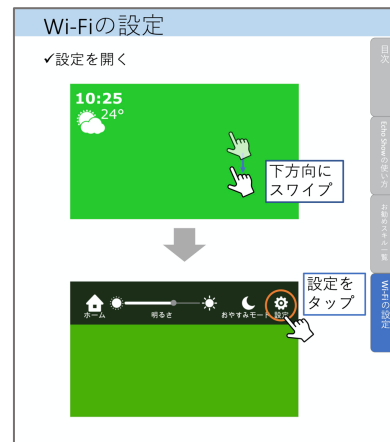 Wi-Fiの設定
✓設定を開く
10:25
24°
下方向に
スワイプ
設定を
タップ
ホーム
明るさ
おやすみモード
設定
目次
Echo Showの使い方
お勧めスキル一覧
Wi-Fiの設定